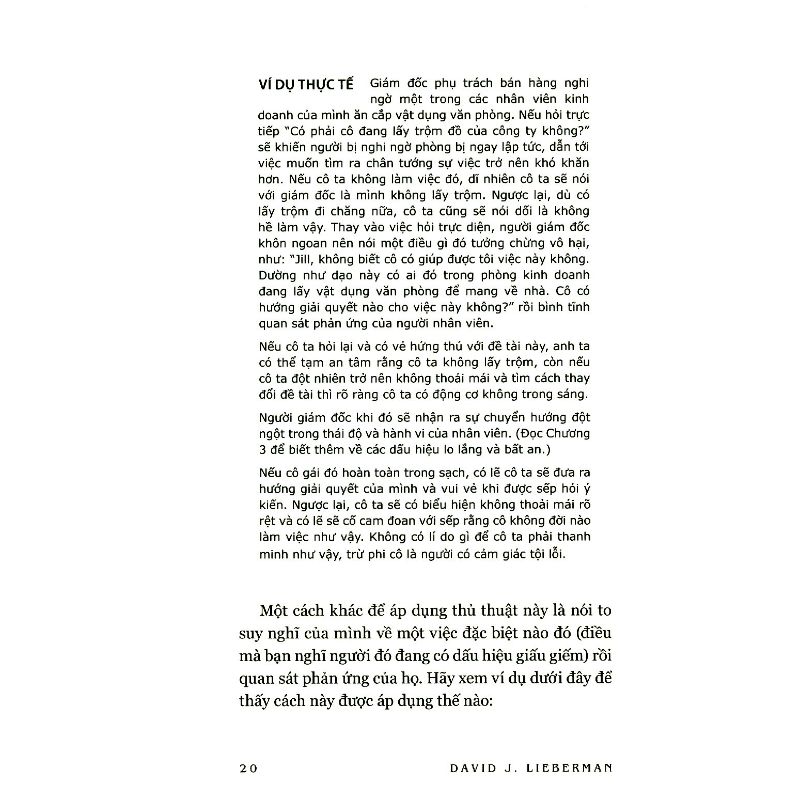 VÍ DỤ THỰC TẾ Giám đốc phụ trách bán hàng nghi
ngờ một trong các nhân viên kinh
doanh của mình ăn cắp vật dụng văn phòng. Nếu hỏi trực
tiếp “Có phải cô đang lấy trộm đồ của công ty không?”
sẽ khiến người bị nghi ngờ phòng bị ngay lập tức, dẫn tới
việc muốn tìm ra chân tướng sự việc trở nên khó khăn
hơn. Nếu cô ta không làm việc đó, dĩ nhiên cô ta sẽ nói
với giám đốc là mình không lấy trộm. Ngược lại, dù có
lấy trộm đi chăng nữa, cô ta cũng sẽ nói dối là không
hề làm vậy. Thay vào việc hỏi trực diện, người giám đốc
khôn ngoan nên nói một điều gì đó tưởng chừng vô hại,
như: “Jill, không biết cô có giúp được tôi việc này không.
Dường như dạo này có ai đó trong phòng kinh doanh
đang lấy vật dụng văn phòng để mang về nhà. Cô có
hướng giải quyết nào cho việc này không?” rồi bình tĩnh
quan sát phản ứng của người nhân viên.
Nếu cô ta hỏi lại và có vẻ hứng thú với đề tài này, anh ta
có thể tạm an tâm rằng cô ta không lấy trộm, còn nếu
cô ta đột nhiên trở nên không thoải mái và tìm cách thay
đổi đề tài thì rõ ràng cô ta có động cơ không trong sáng.
Người giám đốc khi đó sẽ nhận ra sự chuyển hướng đột
ngột trong thái độ và hành vi của nhân viên. (Đọc Chương
3 để biết thêm về các dấu hiệu lo lắng và bất an.)
Nếu cô gái đó hoàn toàn trong sạch, có lẽ cô ta sẽ đưa ra
hướng giải quyết của mình và vui vẻ khi được sếp hỏi ý
kiến. Ngược lại, cô ta sẽ có biểu hiện không thoải mái rõ
rệt và có lẽ sẽ cố cam đoan với sếp rằng cô không đời nào
làm việc như vậy. Không có lí do gì để cô ta phải thanh
minh như vậy, trừ phi cô là người có cảm giác tội lỗi.
Một cách khác để áp dụng thủ thuật này là nói to
suy nghĩ của mình về một việc đặc biệt nào đó (điều
mà bạn nghĩ người đó đang có dấu hiệu giấu giếm) rồi
quan sát phản ứng của họ. Hãy xem ví dụ dưới đây để
thấy cách này được áp dụng thế nào:
20 DAVID J. LIEBERMAN